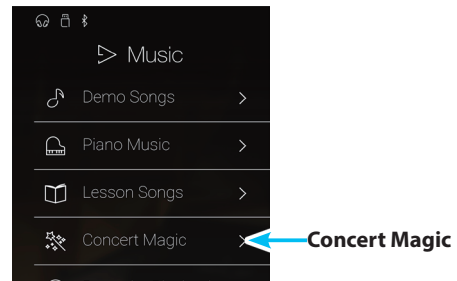 Music
Demo Songs
Piano Music
Lesson Songs
Concert Magic
Concert Magic